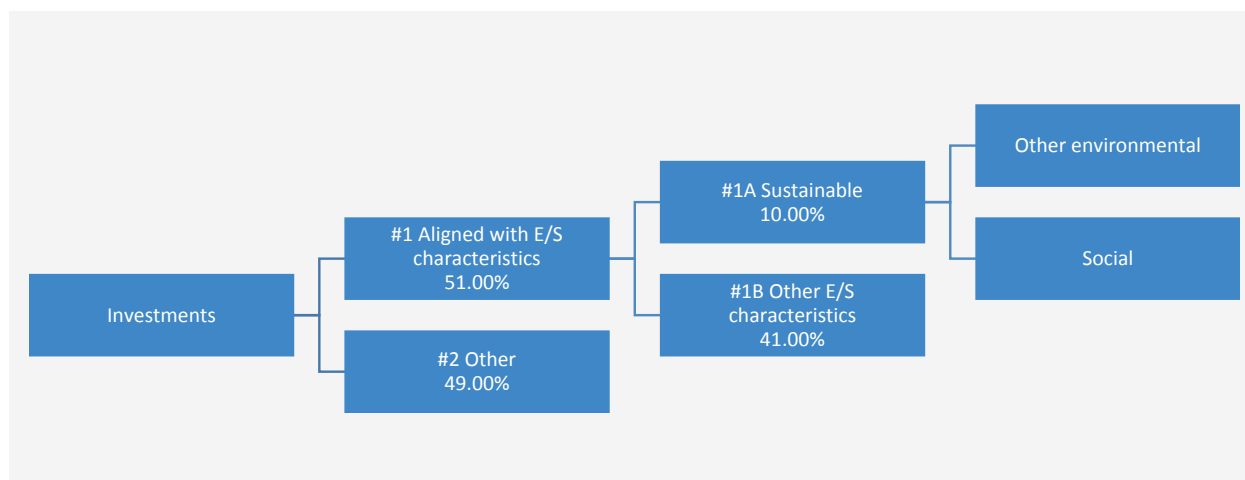 Investments
#1 Aligned with E/S
characteristics
51.00%
#2 Other
49.00%
#1A Sustainable
10.00%
#1B Other E/S
characteristics
41.00%
Other environmental
Social